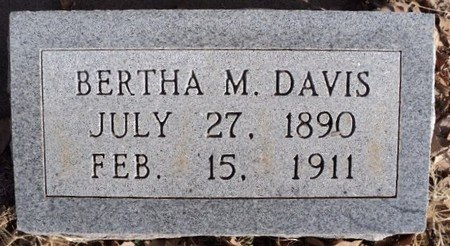 BERTHA M. DAVIS
JULY 27, 1890
FEB. 15, 1911